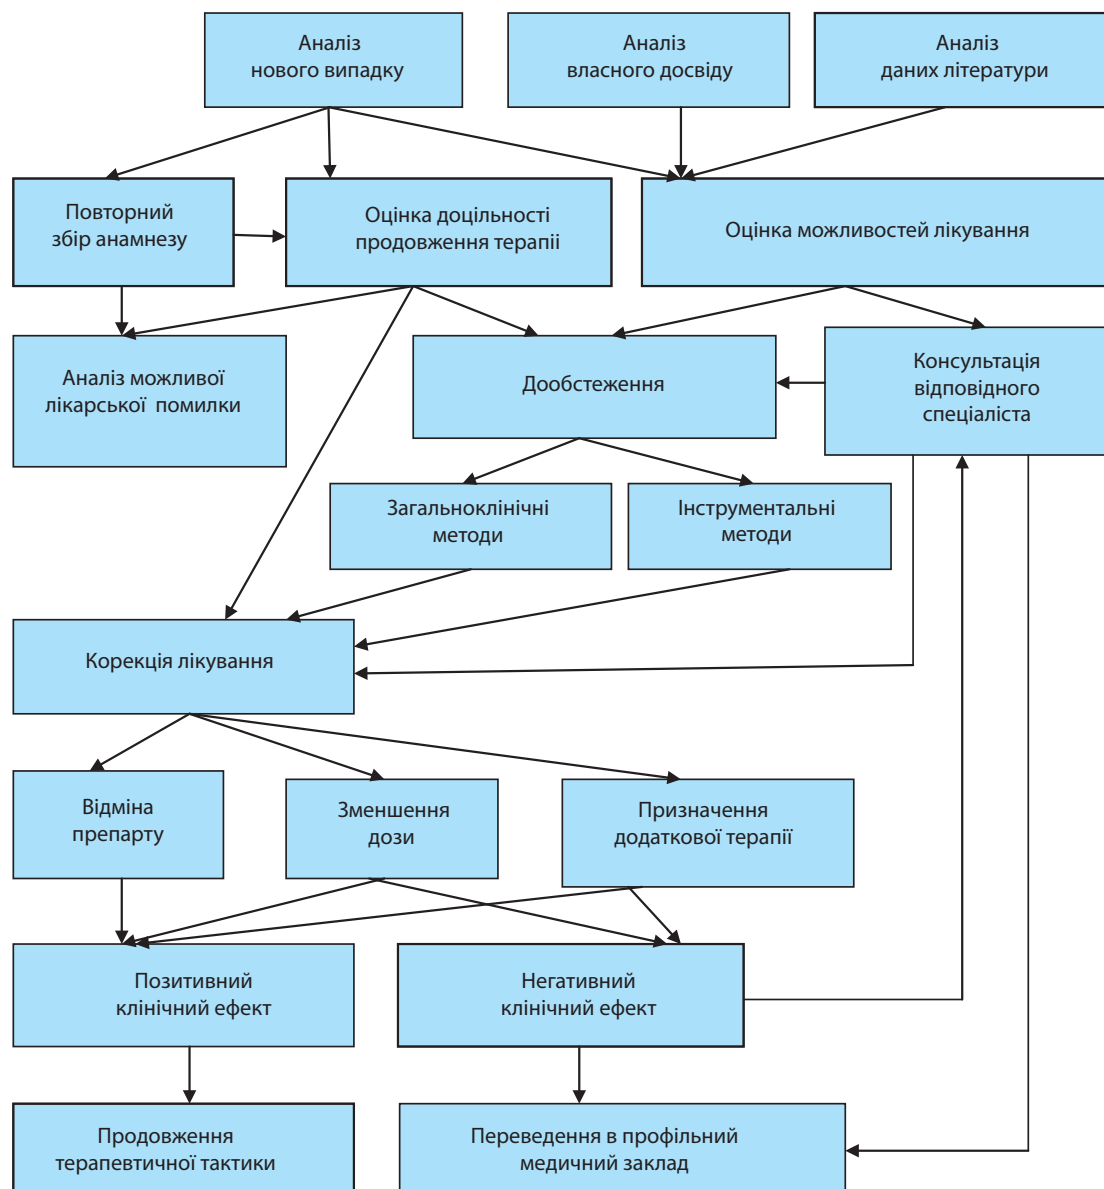 Аналіз
нового випадку
Аналіз
власного досвіду
Аналіз
даних літератури
Повторний
збір анамнезу
Оцінка доцільності
продовження терапії
Оцінка можливостей лікування
Аналіз можливої
лікарської помилки
Дообстеження
Консультація
відповідного
спеціаліста
Загальноклінічні
методи
Інструментальні
методи
Корекція лікування
Відміна
препарту
Зменшення
дози
Призначення
додаткової терапії
Позитивний
клінічний ефект
Негативний
клінічний ефект
Продовження
терапевтичної тактики
Переведення в профільний
медичний заклад